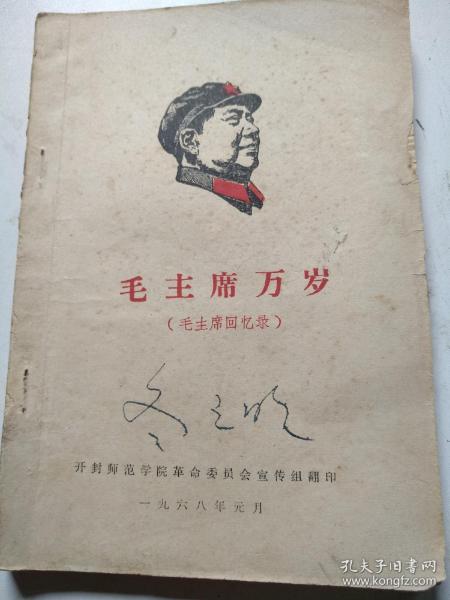 毛主席万岁
（毛主席回忆录）
开封师范学院革命委员会宣传组翻印
一九六八年元月
孔夫子旧书网
www.kongfz.com